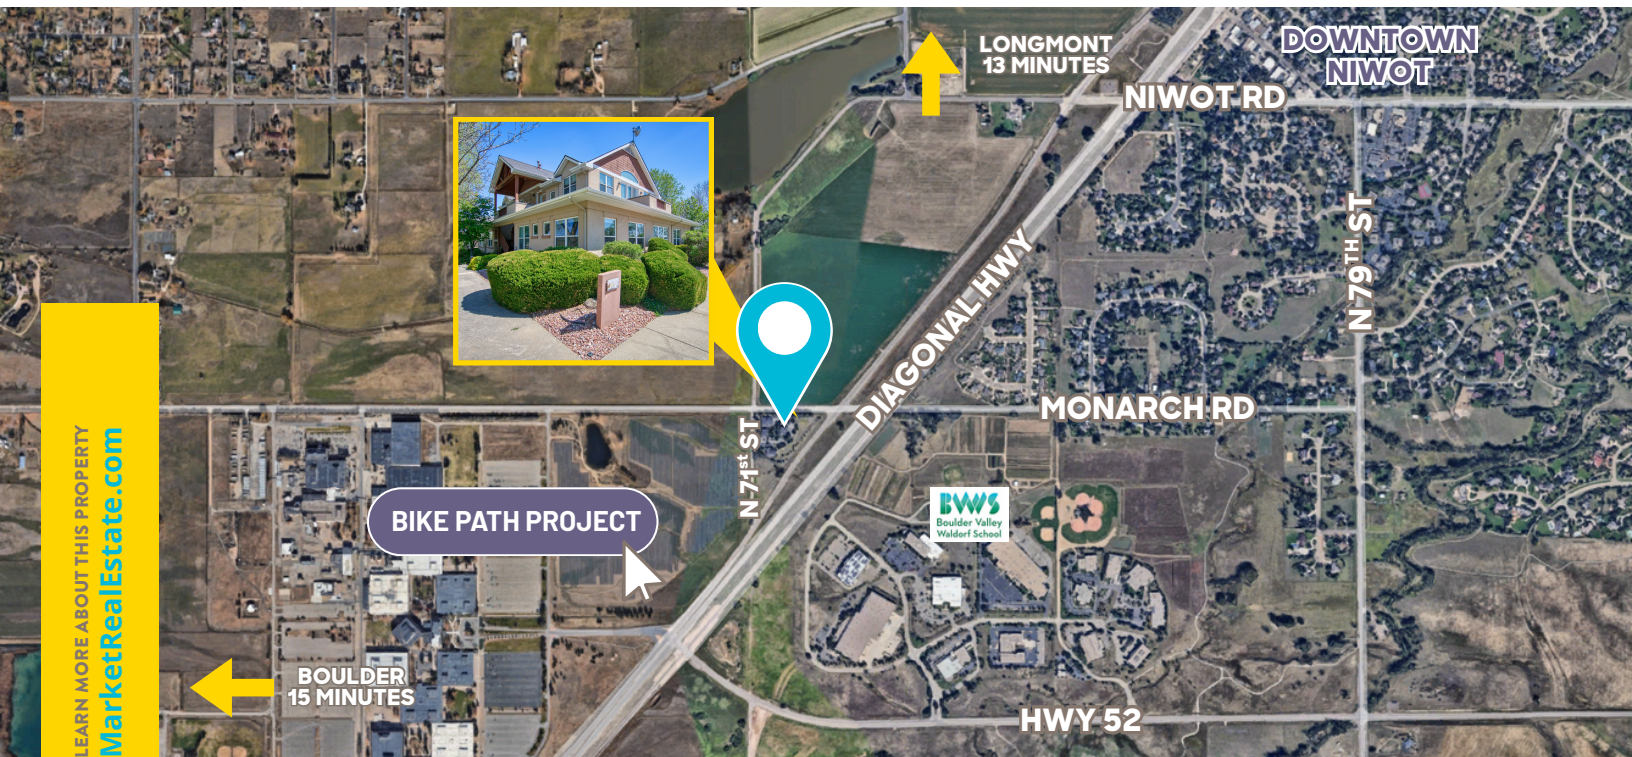 LONGMONT
13 MINUTES
DOWNTOWN
NIWOT
NIWOT RD
N 79TH ST
DIAGONAL HWY
MONARCH RD
N 71st ST
BWS
Boulder Valley
Waldorf School
BIKE PATH PROJECT
BOULDER
15 MINUTES
HWY 52
LEARN MORE ABOUT THIS PROPERTY
MarketRealEstate.com